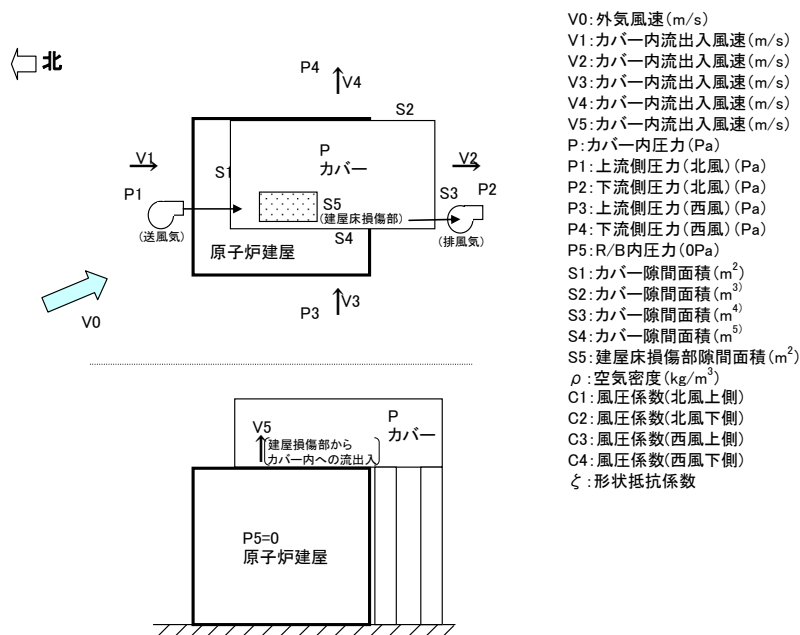 北
P4
V4
S2
V1
S1
P
カバー
V2
P1
S5
(建屋床損傷部)
S3
P2
(送風気)
S4
(排風気)
原子炉建屋
V0
P3
V3
V5
建屋損傷部から
カバー内への流出入
P
カバー
P5=0
原子炉建屋
V0:外気風速(m/s)
V1:カバー内流出入風速(m/s)
V2:カバー内流出入風速(m/s)
V3:カバー内流出入風速(m/s)
V4:カバー内流出入風速(m/s)
V5:カバー内流出入風速(m/s)
P:カバー内圧力(Pa)
P1:上流側圧力(北風)(Pa)
P2:下流側圧力(北風)(Pa)
P3:上流側圧力(西風)(Pa)
P4:下流側圧力(西風)(Pa)
P5:R/B内圧力(0Pa)
S1:カバー隙間面積(m²)
S2:カバー隙間面積(m³)
S3:カバー隙間面積(m⁴)
S4:カバー隙間面積(m⁵)
S5:建屋床損傷部隙間面積(m²)
ρ:空気密度(kg/m³)
C1:風圧係数(北風上側)
C2:風圧係数(北風下側)
C3:風圧係数(西風上側)
C4:風圧係数(西風下側)
ζ:形状抵抗係数